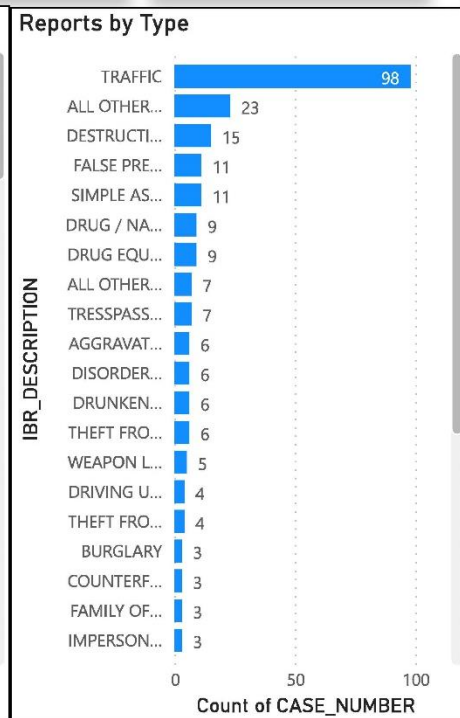 Reports by Type
TRAFFIC 98
ALL OTHER... 23
DESTRUCTI... 15
FALSE PRE... 11
SIMPLE AS... 11
DRUG / NA... 9
DRUG EQU... 9
ALL OTHER... 7
TRESSPASS... 7
AGGRAVAT... 6
DISORDER... 6
DRUNKEN... 6
THEFT FRO... 6
WEAPON L... 5
DRIVING U... 4
THEFT FRO... 4
BURGLARY 3
COUNTERF... 3
FAMILY OF... 3
IMPERSON... 3
IBR_DESCRIPTION
0 50 100
Count of CASE_NUMBER